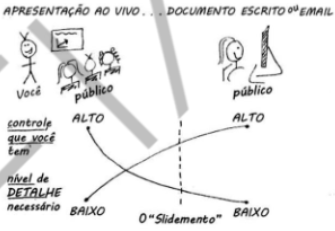 APRESENTAÇÃO AO VIVO . . . DOCUMENTO ESCRITO ou EMAIL
Você
público
público
controle
que você
tem
ALTO
ALTO
nível de
DETALHE
necessário
BAIXO
O "Slidemento"
BAIXO